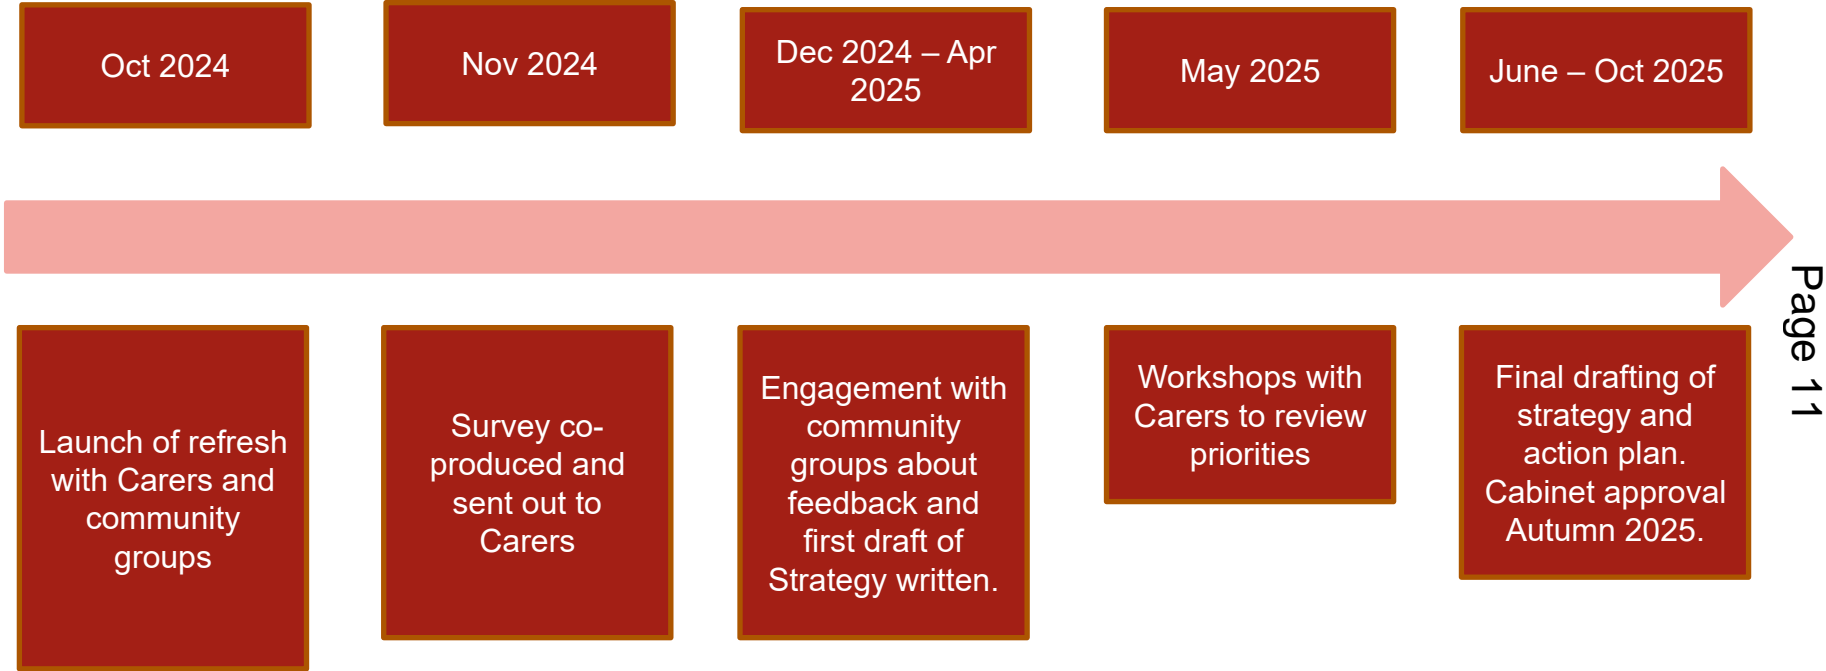 Oct 2024
Nov 2024
Dec 2024 – Apr
2025
May 2025
June – Oct 2025
Launch of refresh
with Carers and
community
groups
Survey co-
produced and
sent out to
Carers
Engagement with
community
groups about
feedback and
first draft of
Strategy written.
Workshops with
Carers to review
priorities
Final drafting of
strategy and
action plan.
Cabinet approval
Autumn 2025.
Page 11